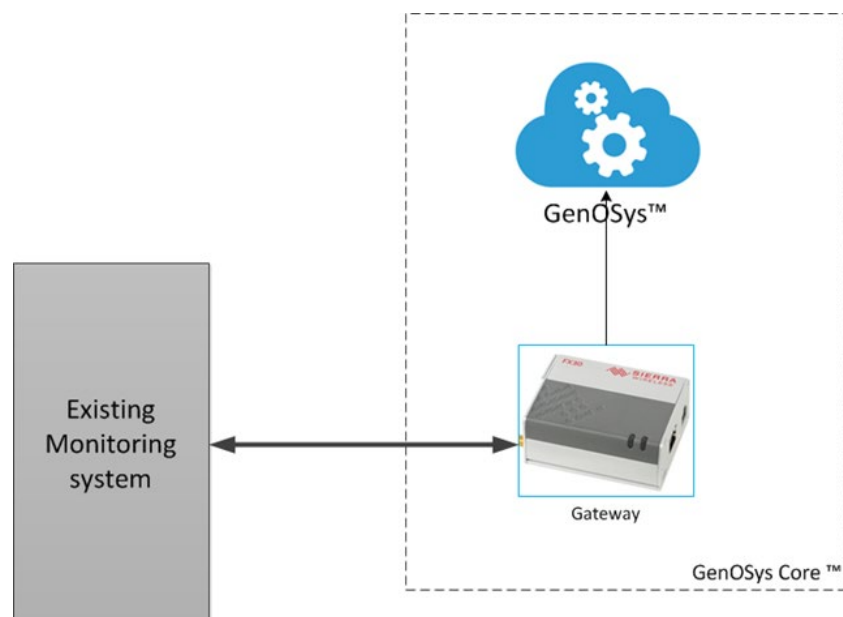 GenOSys™
FX30
SIERRA
WIRELESS
Existing
Monitoring
system
Gateway
GenOSys Core ™